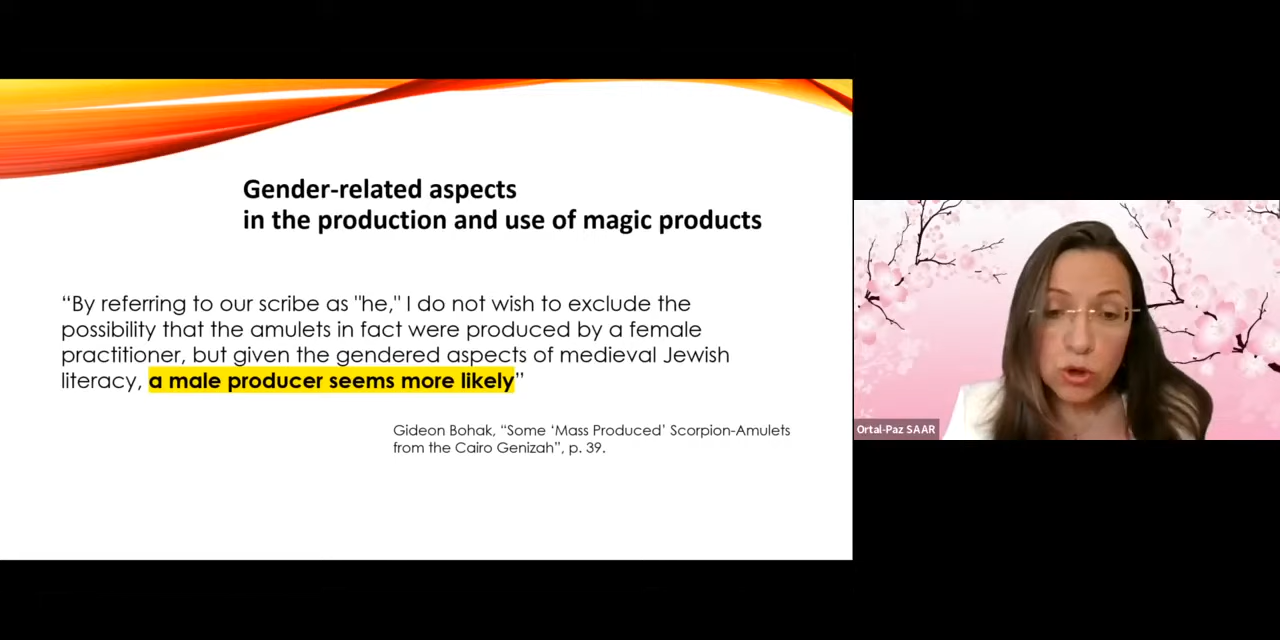 Gender-related aspects
in the production and use of magic products
“By referring to our scribe as "he," I do not wish to exclude the
possibility that the amulets in fact were produced by a female
practitioner, but given the gendered aspects of medieval Jewish
literacy, a male producer seems more likely”
Gideon Bohak, “Some ‘Mass Produced’ Scorpion-Amulets
from the Cairo Genizah”, p. 39.
Ortal-Paz SAAR